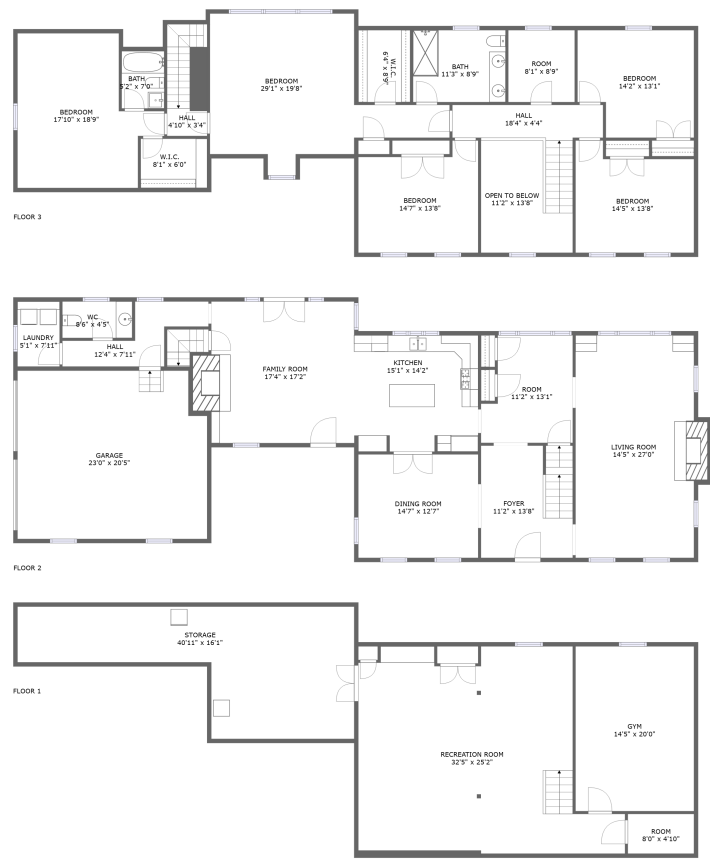 BEDROOM
17'10" x 18'9"
BATH
5'2" x 7'0"
HALL
4'10" x 3'4"
W.I.C.
8'1" x 6'0"
BEDROOM
29'1" x 19'8"
W.I.C.
6'4" x 8'9"
BATH
11'3" x 8'9"
ROOM
8'1" x 8'9"
BEDROOM
14'2" x 13'1"
HALL
18'4" x 4'4"
BEDROOM
14'7" x 13'8"
OPEN TO BELOW
11'2" x 13'8"
BEDROOM
14'5" x 13'8"
FLOOR 3
LAUNDRY
5'1" x 7'11"
WC
8'6" x 4'5"
HALL
12'4" x 7'11"
FAMILY ROOM
17'4" x 17'2"
KITCHEN
15'1" x 14'2"
ROOM
11'2" x 13'1"
LIVING ROOM
14'5" x 27'0"
GARAGE
23'0" x 20'5"
DINING ROOM
14'7" x 12'7"
FOYER
11'2" x 13'8"
FLOOR 2
STORAGE
40'11" x 16'1"
FLOOR 1
RECREATION ROOM
32'5" x 25'2"
GYM
14'5" x 20'0"
ROOM
8'0" x 4'10"